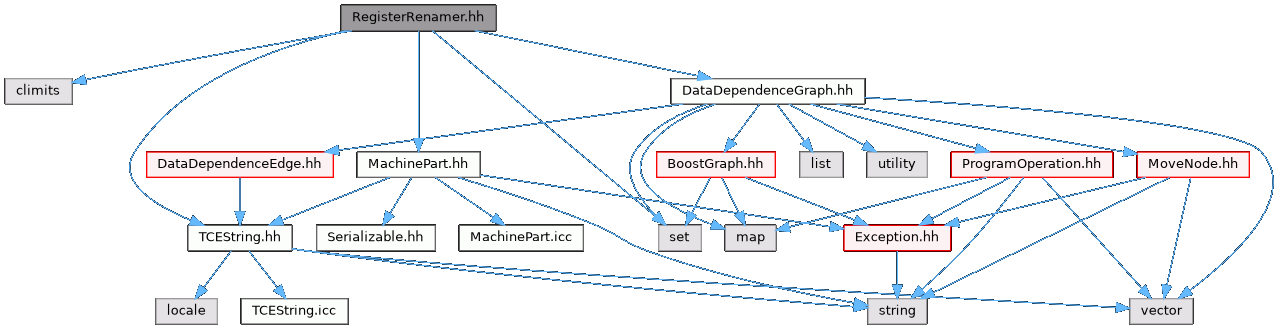 RegisterRenamer.hh
climits
DataDependenceGraph.hh
DataDependenceEdge.hh
MachinePart.hh
BoostGraph.hh
list
utility
ProgramOperation.hh
MoveNode.hh
TCEString.hh
Serializable.hh
MachinePart.icc
set
map
Exception.hh
locale
TCEString.icc
string
vector